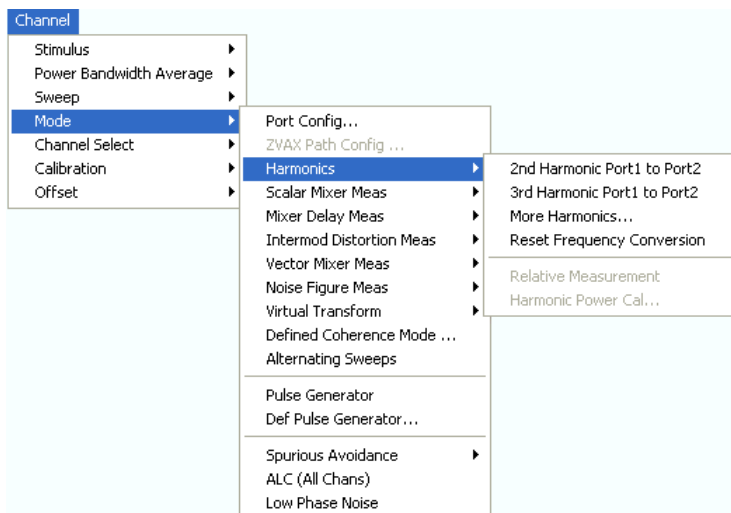 Channel
Stimulus
Power Bandwidth Average
Sweep
Mode
Channel Select
Calibration
Offset
Port Config...
ZVAX Path Config ...
Harmonics
Scalar Mixer Meas
Mixer Delay Meas
Intermod Distortion Meas
Vector Mixer Meas
Noise Figure Meas
Virtual Transform
Defined Coherence Mode ...
Alternating Sweeps
Pulse Generator
Def Pulse Generator...
Spurious Avoidance
ALC (All Chans)
Low Phase Noise
2nd Harmonic Port1 to Port2
3rd Harmonic Port1 to Port2
More Harmonics...
Reset Frequency Conversion
Relative Measurement
Harmonic Power Cal...